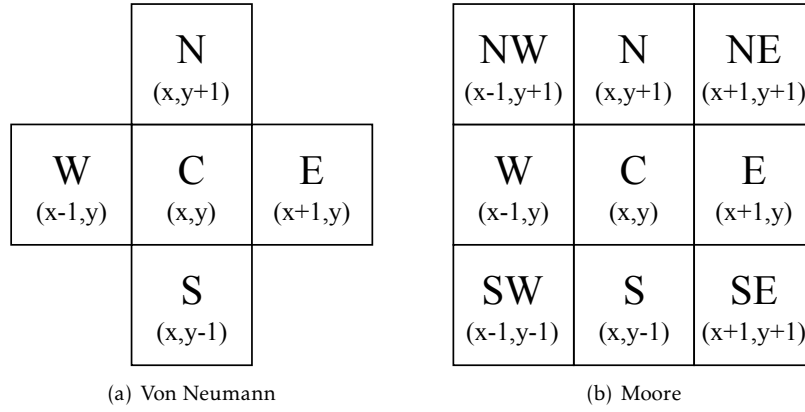 N
(x,y+1)
W
(x-1,y)
C
(x,y)
E
(x+1,y)
S
(x,y-1)
(a) Von Neumann
NW
(x-1,y+1)
N
(x,y+1)
NE
(x+1,y+1)
W
(x-1,y)
C
(x,y)
E
(x+1,y)
SW
(x-1,y-1)
S
(x,y-1)
SE
(x+1,y+1)
(b) Moore